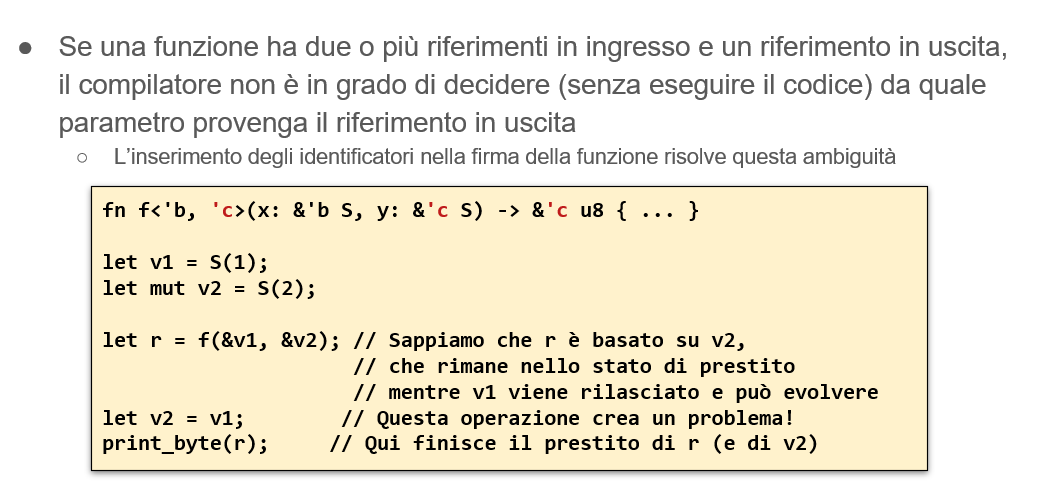 ● Se una funzione ha due o più riferimenti in ingresso e un riferimento in uscita,
il compilatore non è in grado di decidere (senza eseguire il codice) da quale
parametro provenga il riferimento in uscita
○ L'inserimento degli identificatori nella firma della funzione risolve questa ambiguità
fn f<'b, 'c>(x: &'b S, y: &'c S) -> &'c u8 { ... }
let v1 = S(1);
let mut v2 = S(2);
let r = f(&v1, &v2); // Sappiamo che r è basato su v2,
// che rimane nello stato di prestito
// mentre v1 viene rilasciato e può evolvere
let v2 = v1; // Questa operazione crea un problema!
print_byte(r); // Qui finisce il prestito di r (e di v2)